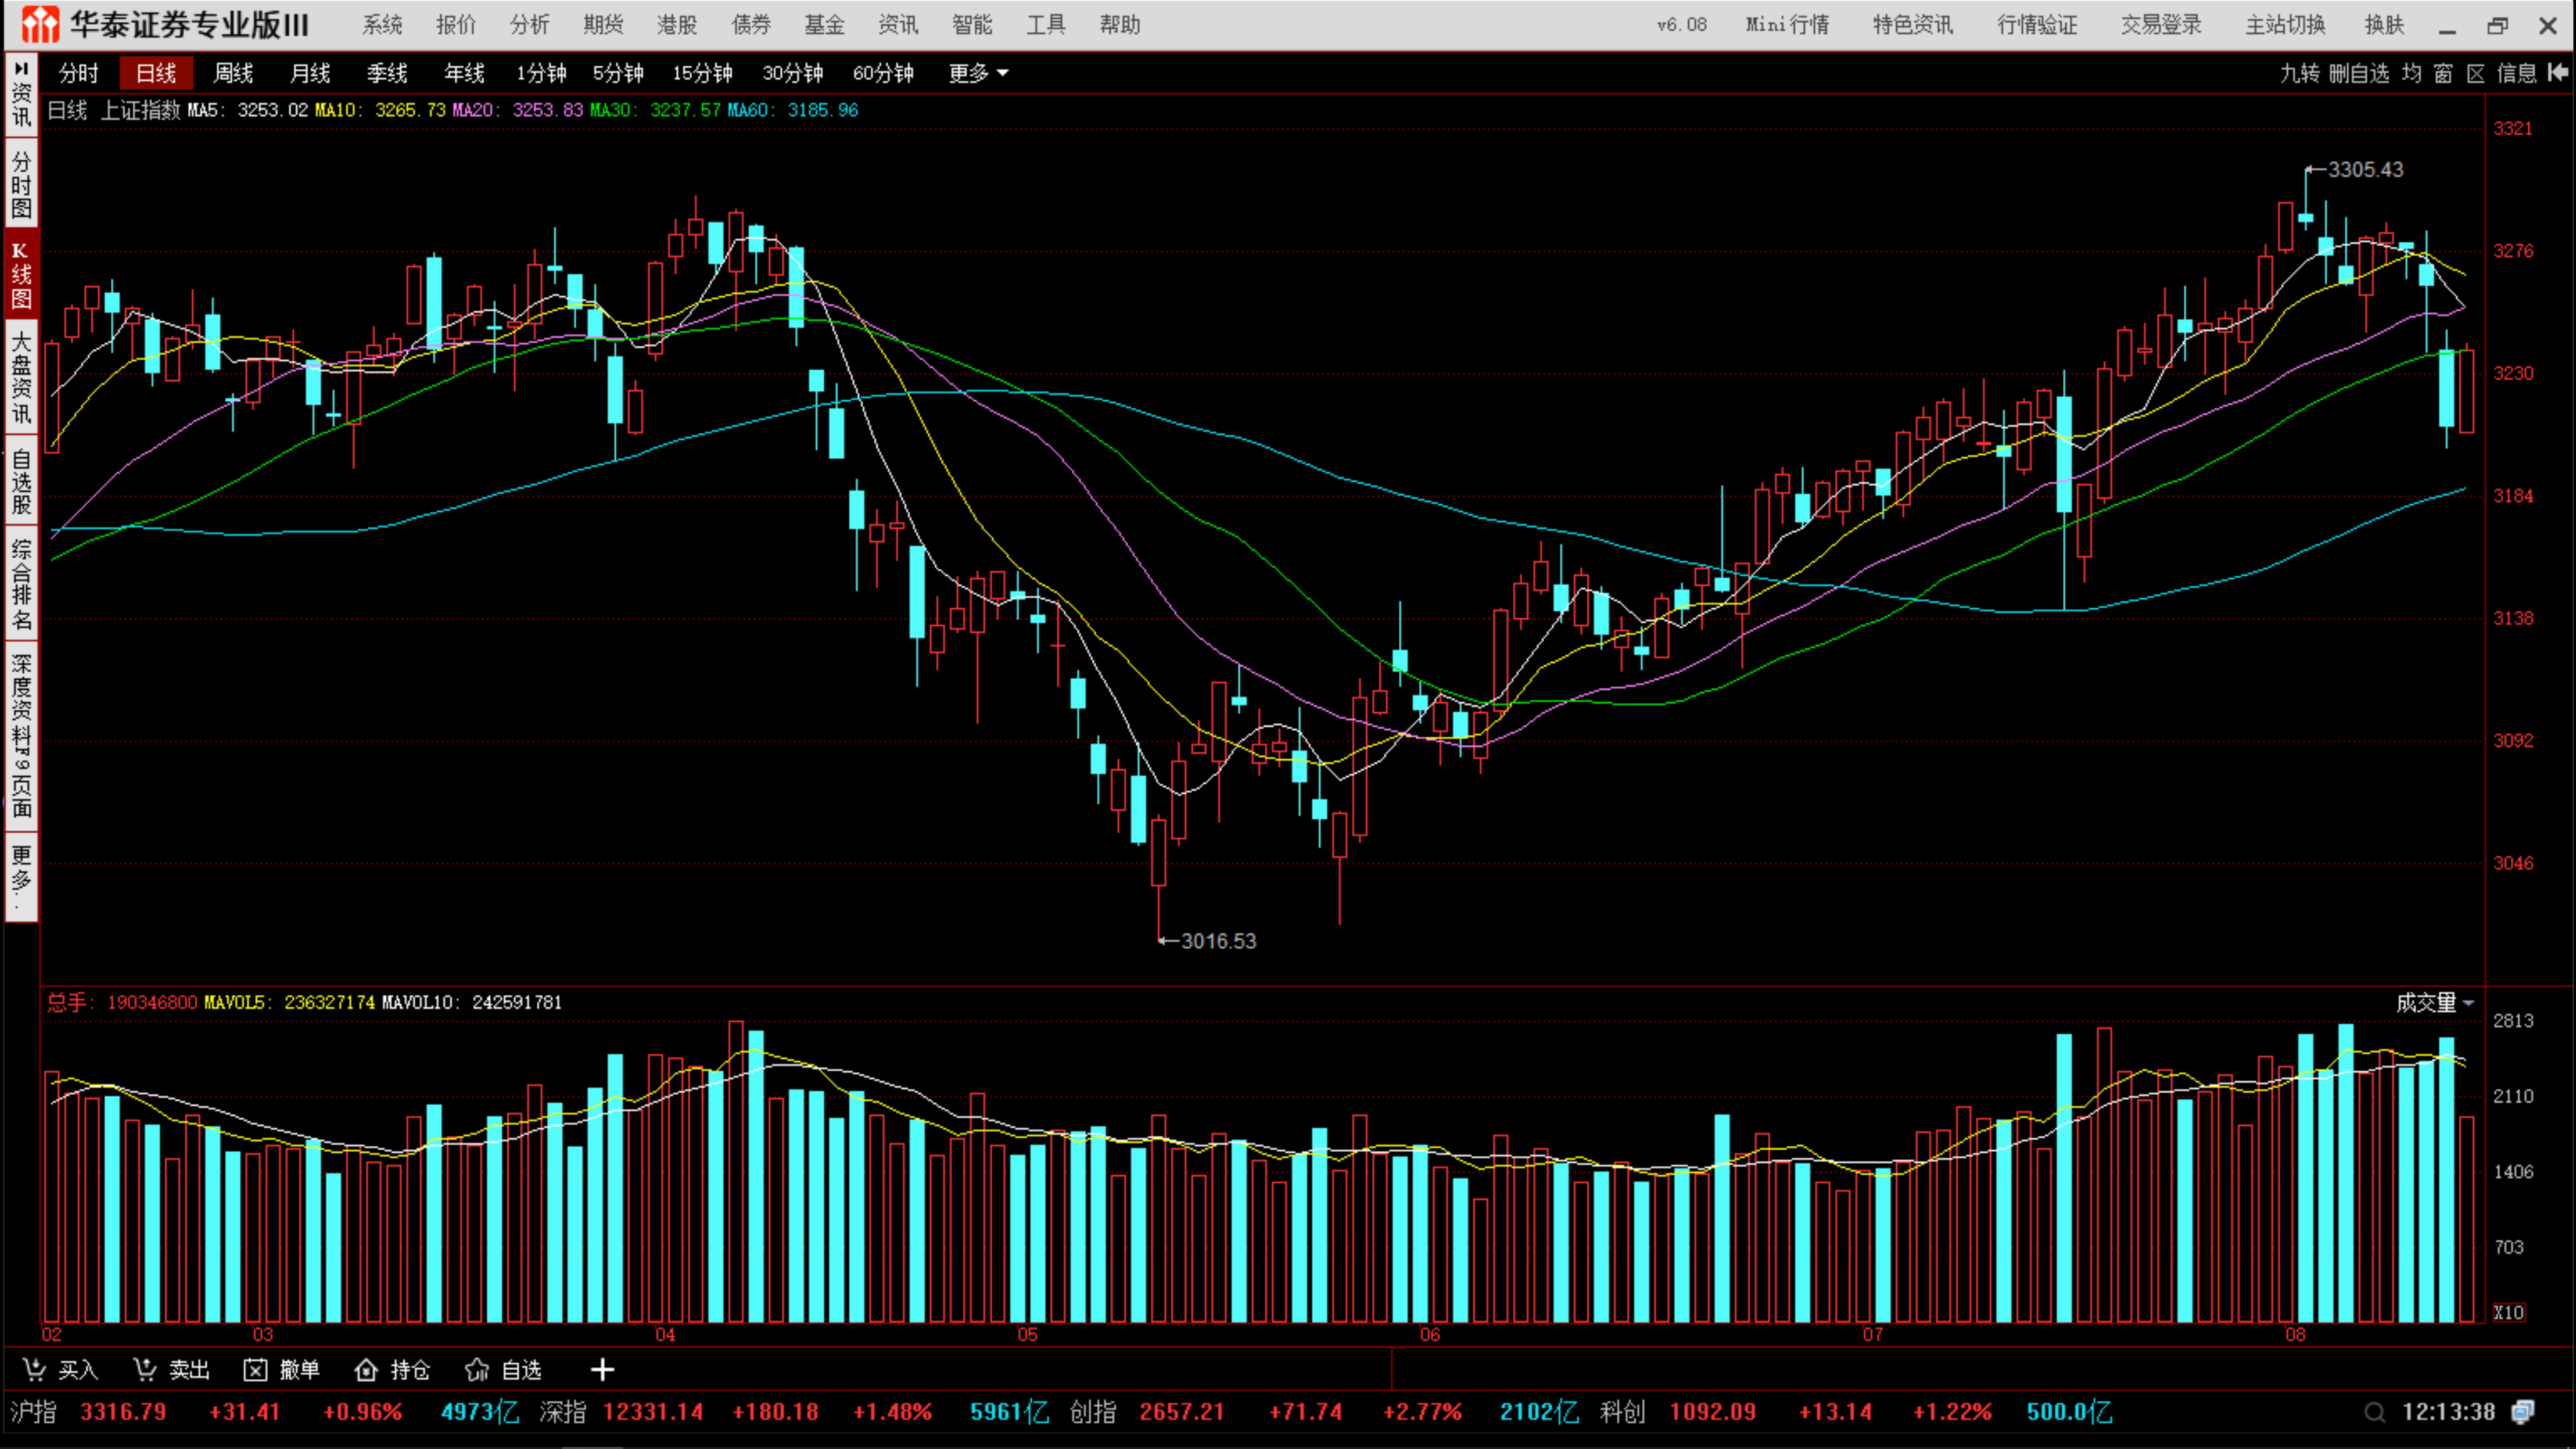 华泰证券专业版III 系统 报价 分析 期货 港股 债券 基金 资讯 智能 工具 帮助 v6.08 Mini行情 特色资讯 行情验证 交易登录 主站切换 换肤
分时 日线 周线 月线 季线 年线 1分钟 5分钟 15分钟 30分钟 60分钟 更多 九转 删自选 均 窗 区 信息
日线 上证指数 MA5: 3253.02 MA10: 3265.73 MA20: 3253.83 MA30: 3237.57 MA60: 3185.96
资讯
分时图
K线图
大盘资讯
自选股
综合排名
深度资料F9页面
更多..
3321
3305.43
3276
3230
3184
3138
3092
3046
3016.53
总手: 190346800 MAVOL5: 236327174 MAVOL10: 242591781 成交量
2813
2110
1406
703
X10
02 03 04 05 06 07 08
买入 卖出 撤单 持仓 自选 +
沪指 3316.79 +31.41 +0.96% 4973亿 深指 12331.14 +180.18 +1.48% 5961亿 创指 2657.21 +71.74 +2.77% 2102亿 科创 1092.09 +13.14 +1.22% 500.0亿 12:13:38